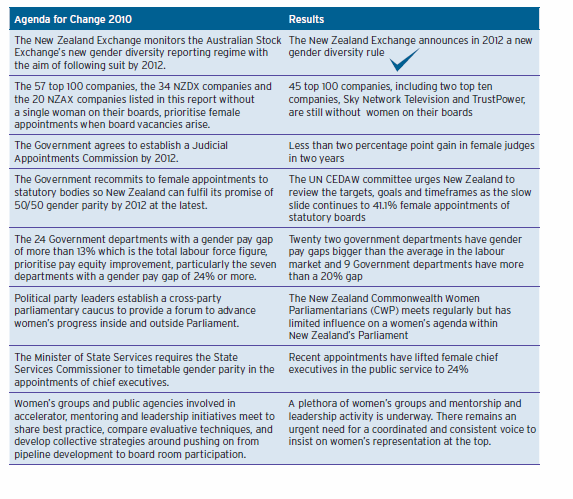 Agenda for Change 2010
Results
The New Zealand Exchange monitors the Australian Stock
Exchange's new gender diversity reporting regime with
the aim of following suit by 2012.
The New Zealand Exchange announces in 2012 a new
gender diversity rule
The 57 top 100 companies, the 34 NZDX companies and
the 20 NZAX companies listed in this report without
a single woman on their boards, prioritise female
appointments when board vacancies arise.
45 top 100 companies, including two top ten
companies, Sky Network Television and TrustPower,
are still without women on their boards
The Government agrees to establish a Judicial
Appointments Commission by 2012.
Less than two percentage point gain in female judges
in two years
The Government recommits to female appointments to
statutory bodies so New Zealand can fulfil its promise of
50/50 gender parity by 2012 at the latest.
The UN CEDAW committee urges New Zealand to
review the targets, goals and timeframes as the slow
slide continues to 41.1% female appointments of
statutory boards
The 24 Government departments with a gender pay gap
of more than 13% which is the total labour force figure,
prioritise pay equity improvement, particularly the seven
departments with a gender pay gap of 24% or more.
Twenty two government departments have gender
pay gaps bigger than the average in the labour
market and 9 Government departments have more
than a 20% gap
Political party leaders establish a cross-party
parliamentary caucus to provide a forum to advance
women's progress inside and outside Parliament.
The New Zealand Commonwealth Women
Parliamentarians (CWP) meets regularly but has
limited influence on a women's agenda within
New Zealand's Parliament
The Minister of State Services requires the State
Services Commissioner to timetable gender parity in the
appointments of chief executives.
Recent appointments have lifted female chief
executives in the public service to 24%
Women's groups and public agencies involved in
accelerator, mentoring and leadership initiatives meet to
share best practice, compare evaluative techniques, and
develop collective strategies around pushing on from
pipeline development to board room participation.
A plethora of women's groups and mentorship and
leadership activity is underway. There remains an
urgent need for a coordinated and consistent voice to
insist on women's representation at the top.